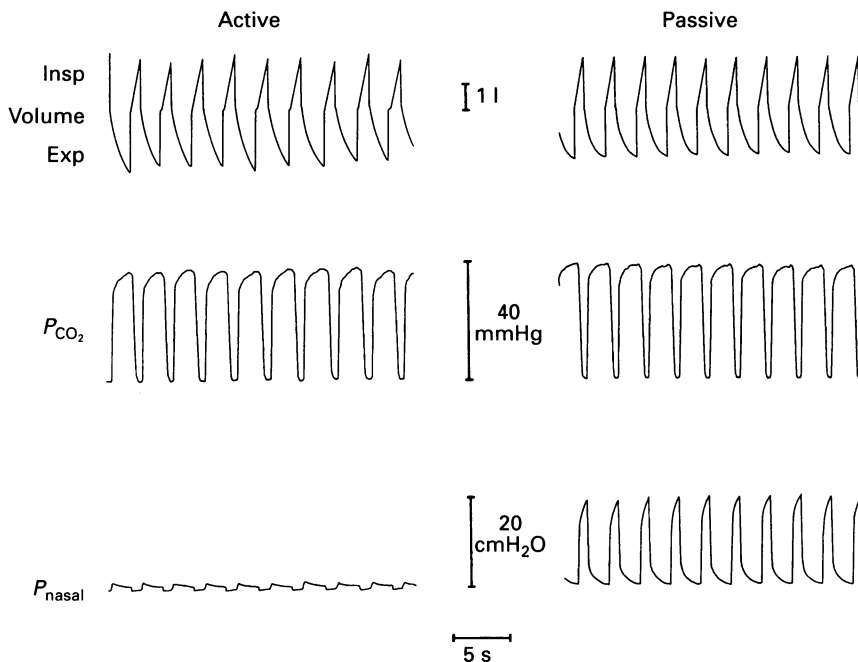 Active
Passive
Insp
Volume
Exp
1 l
P_CO₂
40
mmHg
20
cmH₂O
P_nasal
5 s